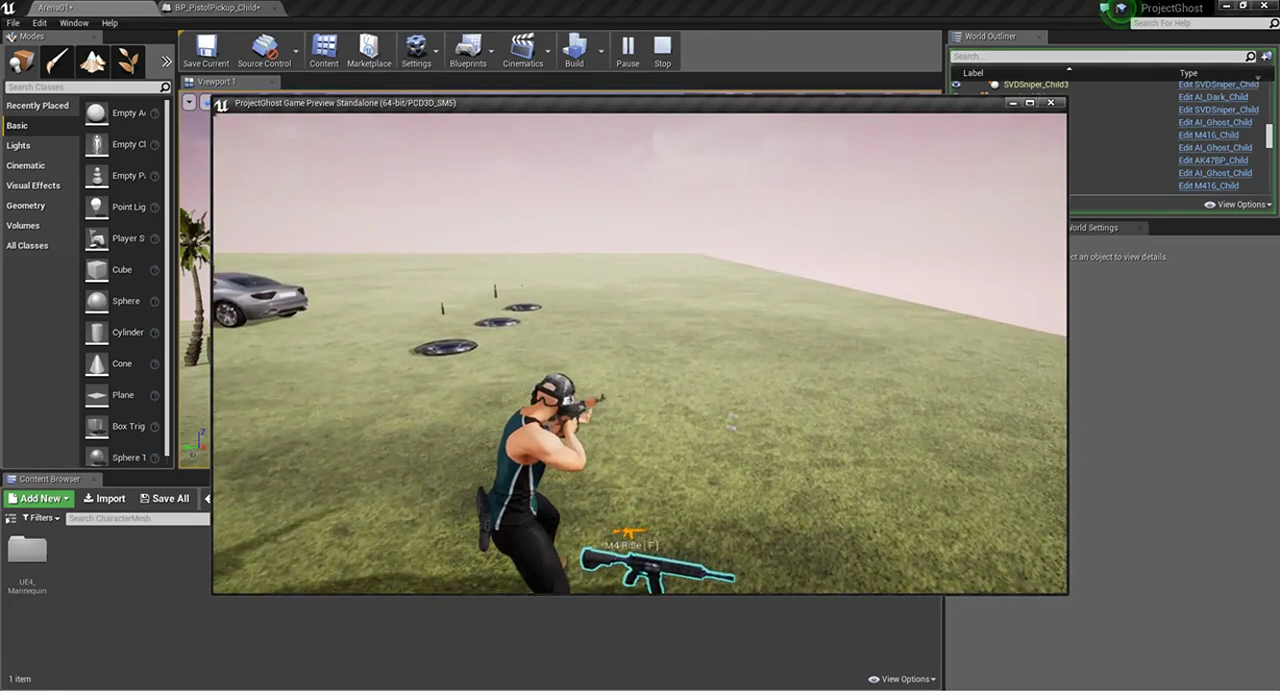 Arena01•
BP_PistolPickup_Child•
ProjectGhost
File Edit Window Help
Search For Help
Modes
World Outliner
Save Current Source Control Content Marketplace Settings Blueprints Cinematics Build Pause Stop
Search...
Label Type
Search Classes
Viewport 1
SVDSniper_Child3
Edit SVDSniper_Child
Edit AI_Dark_Child
Edit SVDSniper_Child
Edit AI_Ghost_Child
Edit M416_Child
Edit AI_Ghost_Child
Edit AK47BP_Child
Edit AI_Ghost_Child
Edit M416_Child
View Options
ProjectGhost Game Preview Standalone (64-bit/PCD3D_SM5)
Recently Placed
Basic
Lights
Cinematic
Visual Effects
Geometry
Volumes
All Classes
Empty A
Empty Cl
Empty P
Point Lig
Player S
Cube
Sphere
Cylinder
Cone
Plane
Box Trig
Sphere T
World Settings
ct an object to view details.
M4 Rifle [ F ]
Z
Content Browser
Add New Import Save All
Filters
Search CharacterMesh
UE4_
Mannequin
1 item
View Options